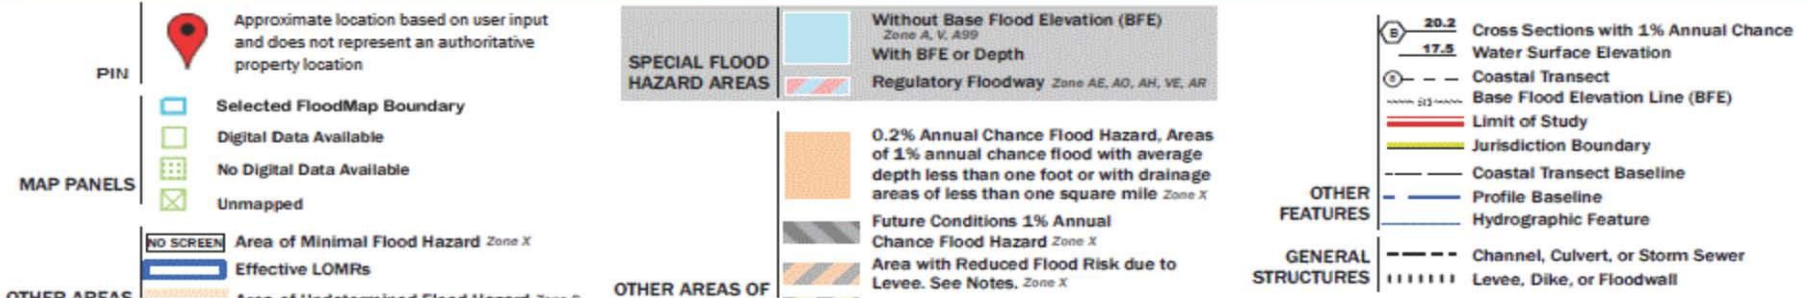 Approximate location based on user input
and does not represent an authoritative
property location
PIN
Selected FloodMap Boundary
Digital Data Available
No Digital Data Available
MAP PANELS
Unmapped
NO SCREEN Area of Minimal Flood Hazard Zone X
Effective LOMRs
OTHER AREAS
Area of Undetermined Flood Hazard Zone D
SPECIAL FLOOD
HAZARD AREAS
Without Base Flood Elevation (BFE)
Zone A, V, A99
With BFE or Depth
Regulatory Floodway Zone AE, AO, AH, VE, AR
0.2% Annual Chance Flood Hazard, Areas
of 1% annual chance flood with average
depth less than one foot or with drainage
areas of less than one square mile Zone X
Future Conditions 1% Annual
Chance Flood Hazard Zone X
Area with Reduced Flood Risk due to
Levee. See Notes. Zone X
OTHER AREAS OF
B 20.2 Cross Sections with 1% Annual Chance
17.5 Water Surface Elevation
8 Coastal Transect
513 Base Flood Elevation Line (BFE)
Limit of Study
Jurisdiction Boundary
Coastal Transect Baseline
OTHER
FEATURES
Profile Baseline
Hydrographic Feature
GENERAL
STRUCTURES
Channel, Culvert, or Storm Sewer
Levee, Dike, or Floodwall